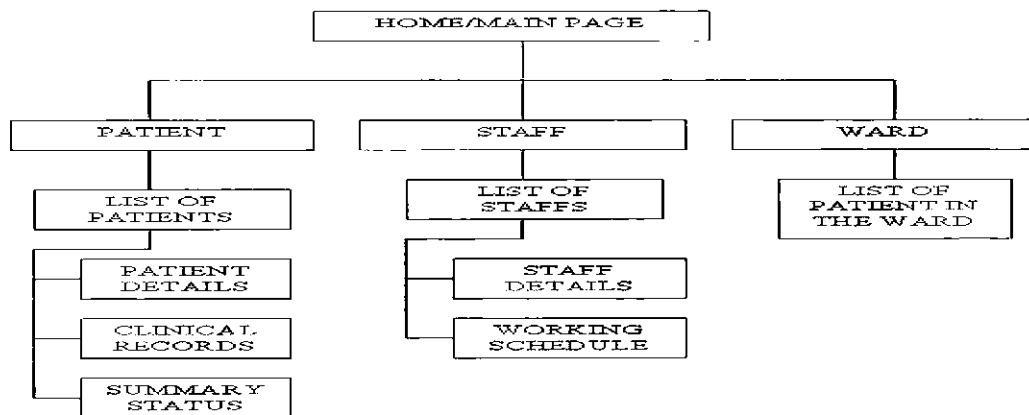 HOME/MAIN PAGE
PATIENT
STAFF
WARD
LIST OF
PATIENTS
LIST OF
STAFFS
LIST OF
PATIENT IN
THE WARD
PATIENT
DETAILS
STAFF
DETAILS
CLINICAL
RECORDS
WORKING
SCHEDULE
SUMMARY
STATUS